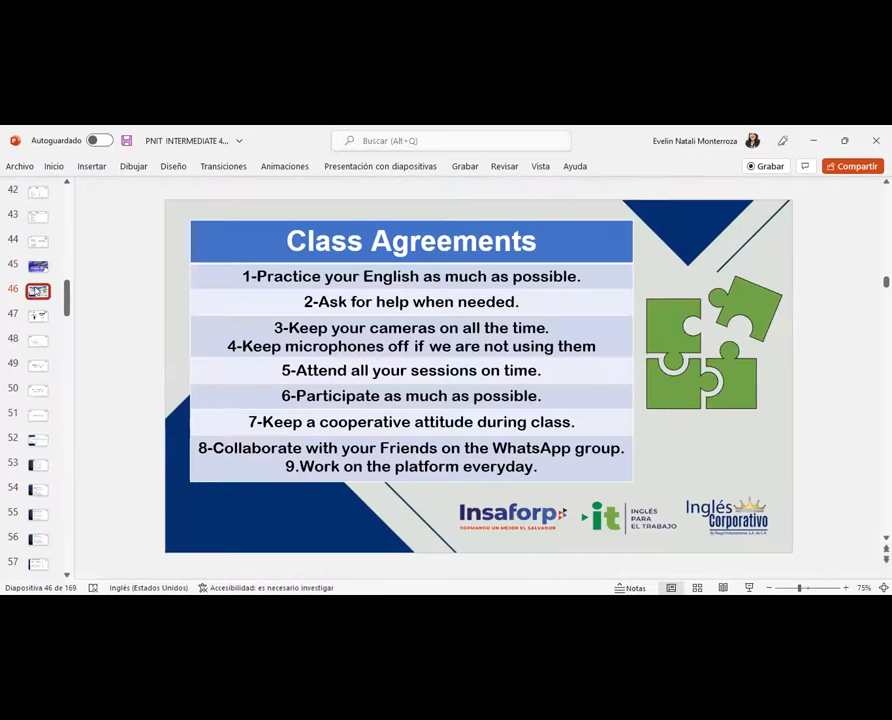 Autoguardado
PNIT INTERMEDIATE 4...
Buscar (Alt+Q)
Evelin Natali Monterroza
Archivo Inicio Insertar Dibujar Diseño Transiciones Animaciones Presentación con diapositivas Grabar Revisar Vista Ayuda
Grabar
Compartir
42
43
44
45
46
47
48
49
50
51
52
53
54
55
56
57
Class Agreements
1-Practice your English as much as possible.
2-Ask for help when needed.
3-Keep your cameras on all the time.
4-Keep microphones off if we are not using them
5-Attend all your sessions on time.
6-Participate as much as possible.
7-Keep a cooperative attitude during class.
8-Collaborate with your Friends on the WhatsApp group.
9.Work on the platform everyday.
Insaforp
FORMANDO UN MEJOR EL SALVADOR
it
INGLÉS
PARA
EL TRABAJO
Inglés
Corporativo
Diapositiva 46 de 169
Inglés (Estados Unidos)
Accesibilidad: es necesario investigar
Notas
75%